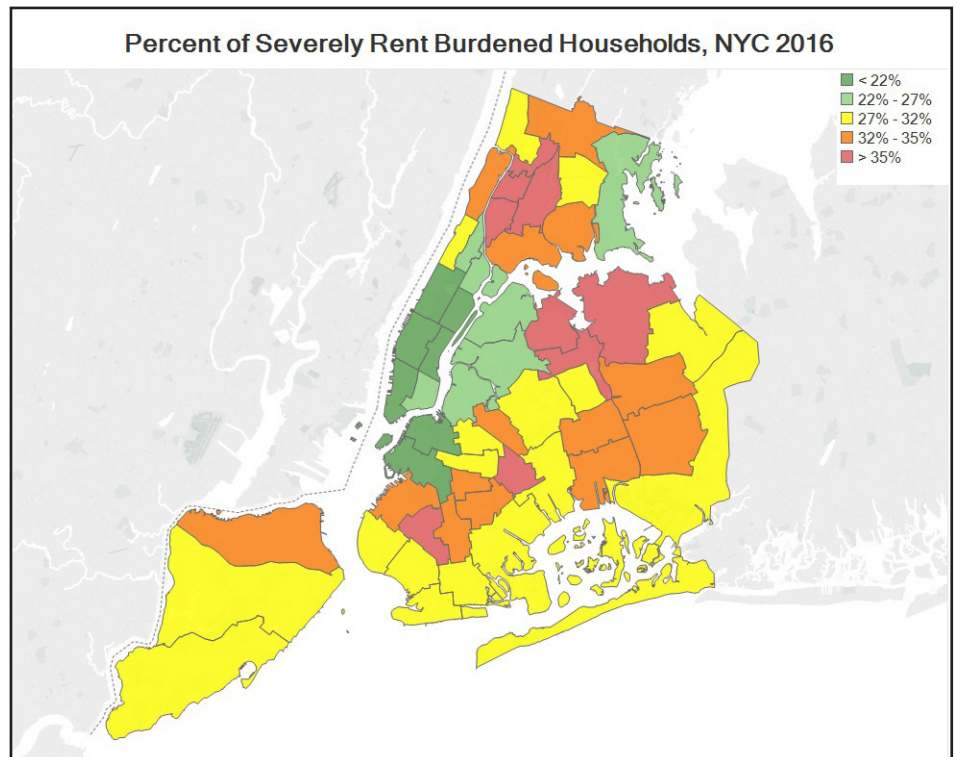 Percent of Severely Rent Burdened Households, NYC 2016
< 22%
22% - 27%
27% - 32%
32% - 35%
> 35%